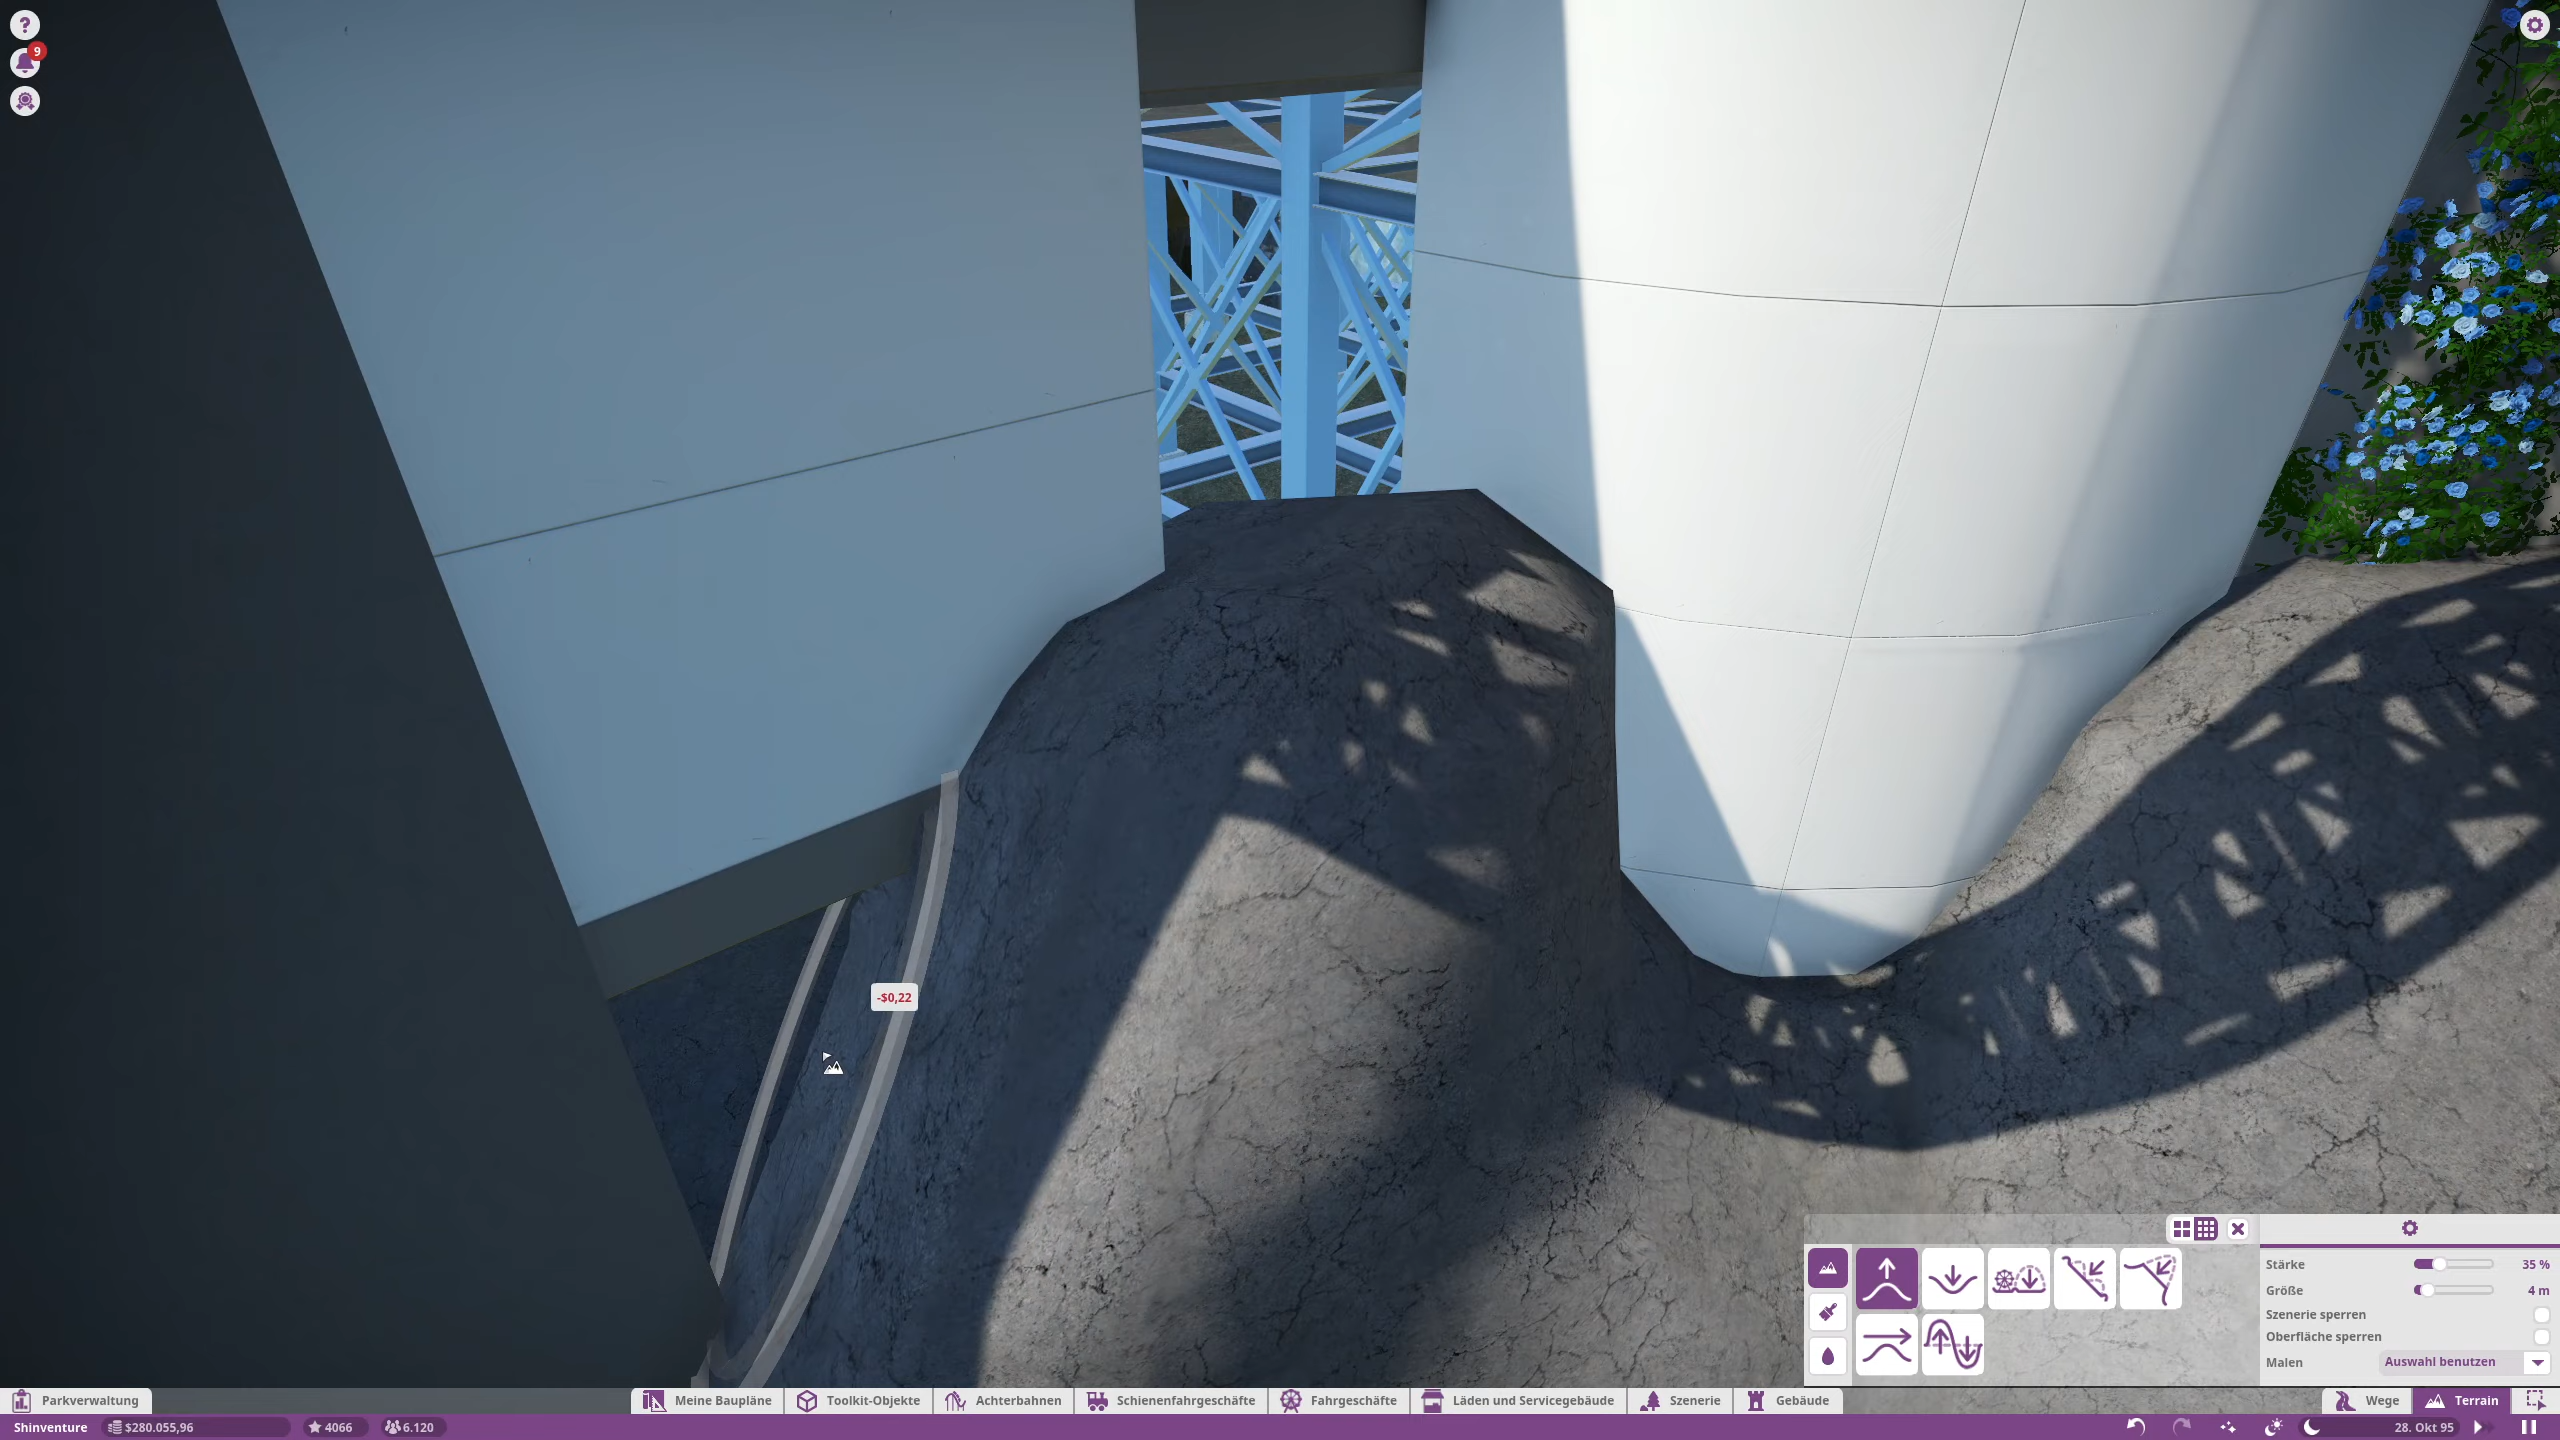 ?
9
-$0,22
Stärke
35 %
Größe
4 m
Szenerie sperren
Oberfläche sperren
Malen
Auswahl benutzen
Parkverwaltung
Meine Baupläne
Toolkit-Objekte
Achterbahnen
Schienenfahrgeschäfte
Fahrgeschäfte
Läden und Servicegebäude
Szenerie
Gebäude
Wege
Terrain
Shinventure
$280.055,96
4066
6.120
28. Okt 95